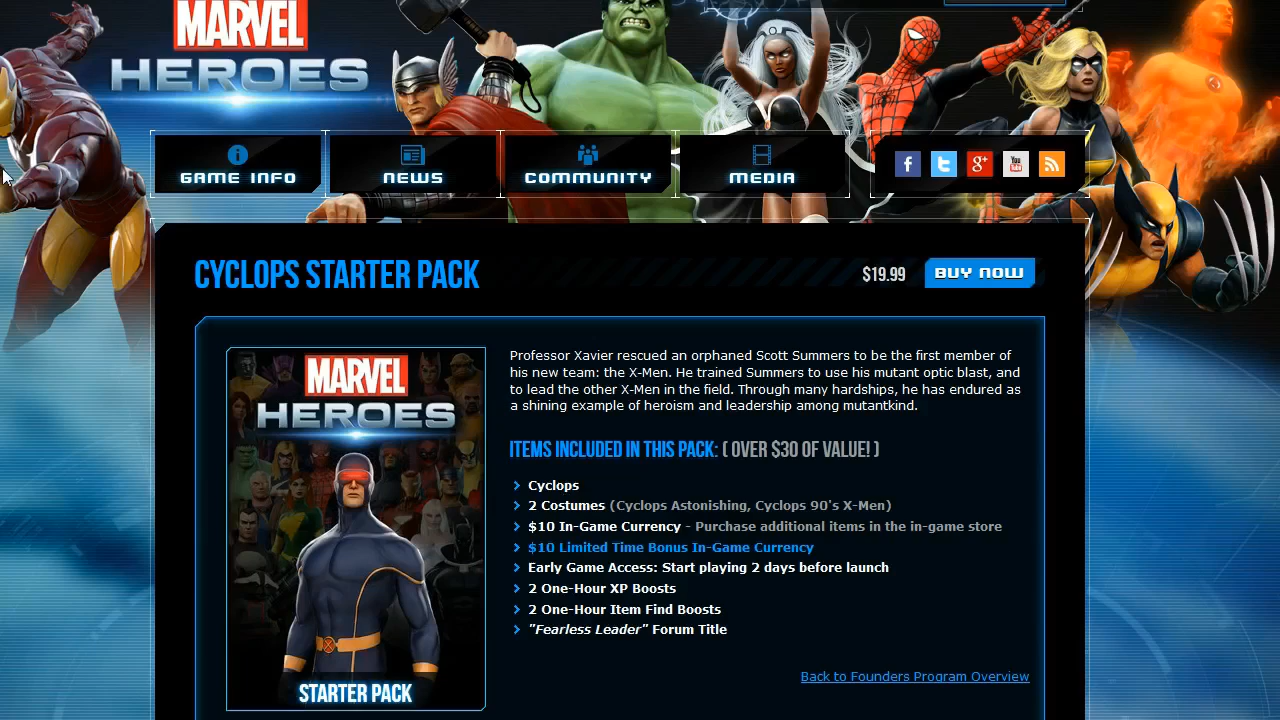 MARVEL
HEROES
GAME INFO
NEWS
COMMUNITY
MEDIA
f
t
g+
You
Tube
CYCLOPS STARTER PACK
$19.99
BUY NOW
MARVEL
HEROES
STARTER PACK
Professor Xavier rescued an orphaned Scott Summers to be the first member of
his new team: the X-Men. He trained Summers to use his mutant optic blast, and
to lead the other X-Men in the field. Through many hardships, he has endured as
a shining example of heroism and leadership among mutantkind.
ITEMS INCLUDED IN THIS PACK: ( OVER $30 OF VALUE! )
Cyclops
2 Costumes (Cyclops Astonishing, Cyclops 90's X-Men)
$10 In-Game Currency - Purchase additional items in the in-game store
$10 Limited Time Bonus In-Game Currency
Early Game Access: Start playing 2 days before launch
2 One-Hour XP Boosts
2 One-Hour Item Find Boosts
"Fearless Leader" Forum Title
Back to Founders Program Overview